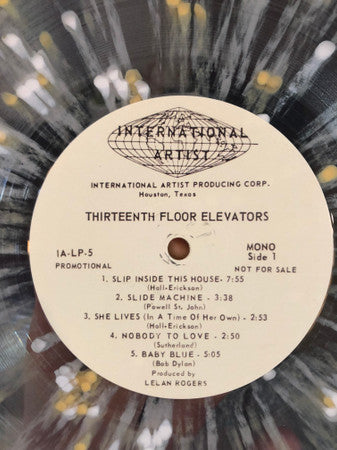 INTERNATIONAL
ARTIST
INTERNATIONAL ARTIST PRODUCING CORP.
Houston, Texas
THIRTEENTH FLOOR ELEVATORS
IA-LP-5
PROMOTIONAL
MONO
Side 1
NOT FOR SALE
1. SLIP INSIDE THIS HOUSE- 7:55
(Hall-Erickson)
2. SLIDE MACHINE - 3:38
(Powell St. John)
3. SHE LIVES (In A Time Of Her Own) - 2:53
(Hall-Erickson)
4. NOBODY TO LOVE - 2:50
(Sutherland)
5. BABY BLUE - 5:05
(Bob Dylan)
Produced by
LELAN ROGERS